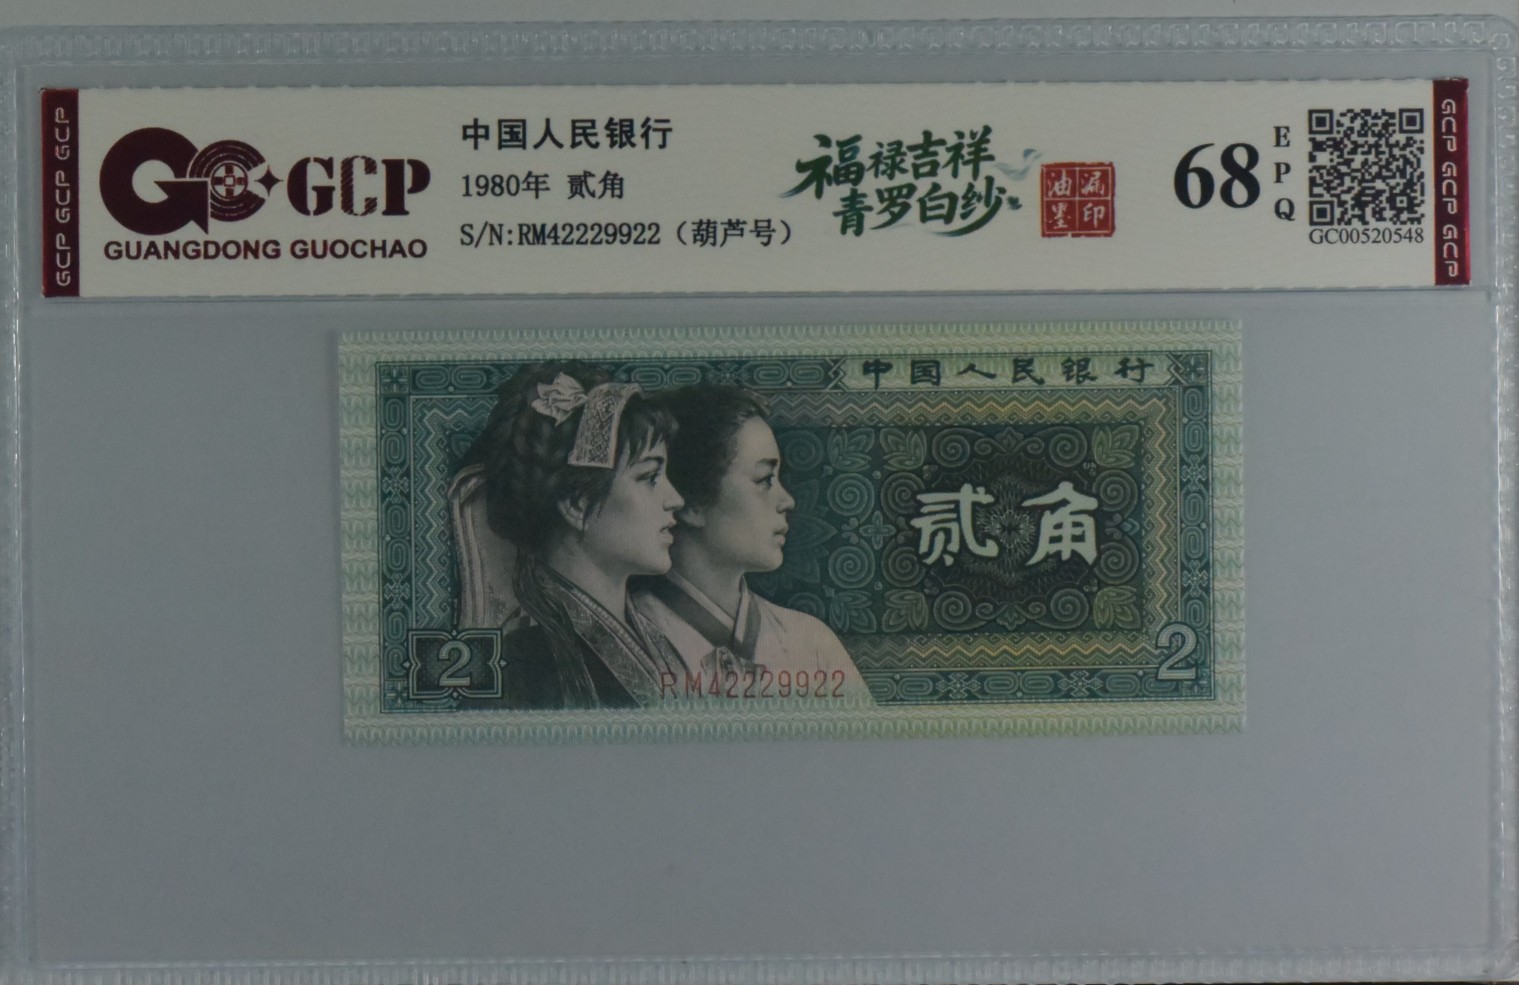 GCP GCP GCP
GCP
GUANGDONG GUOCHAO
中国人民银行
1980年 贰角
S/N:RM42229922（葫芦号）
福禄吉祥
青罗白纱
油漏
墨印
68
EPQ
GC00520548
GCP GCP GCP
中国人民银行
贰角
2
2
RM42229922